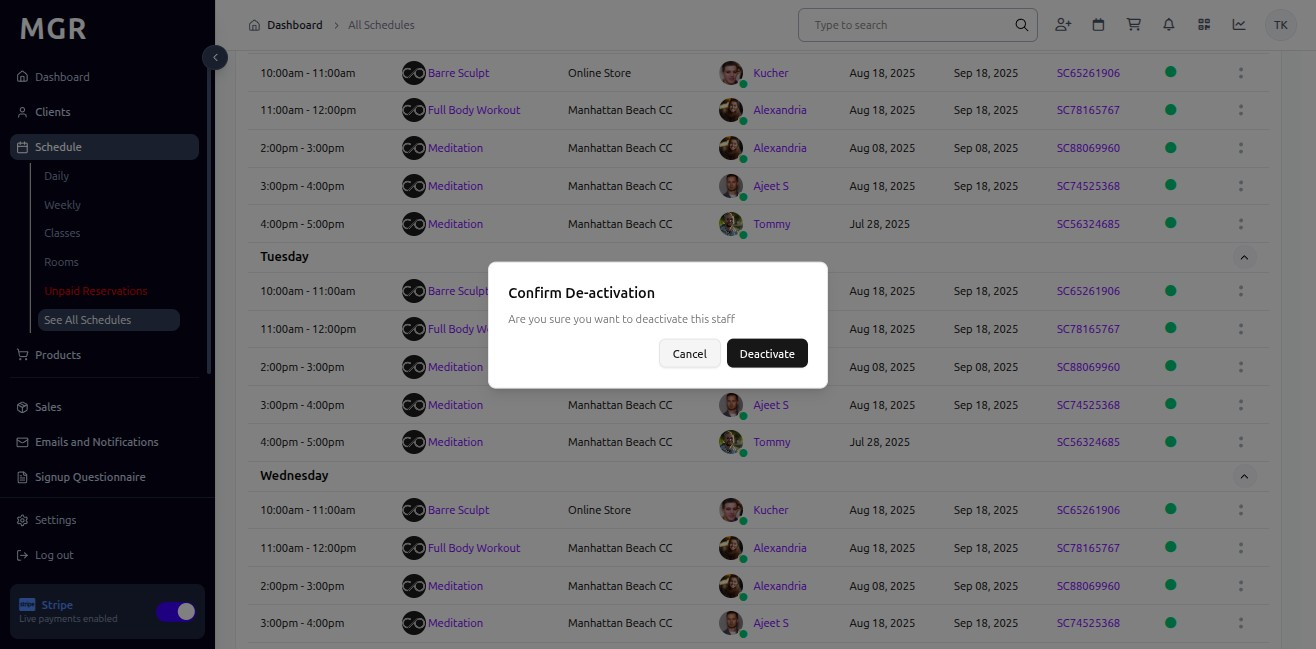 MGR
Dashboard
Clients
Schedule
Daily
Weekly
Classes
Rooms
Unpaid Reservations
See All Schedules
Products
Sales
Emails and Notifications
Signup Questionnaire
Settings
Log out
Stripe
Live payments enabled
Dashboard > All Schedules
Type to search
TK
10:00am - 11:00am Barre Sculpt Online Store Kucher Aug 18, 2025 Sep 18, 2025 SC65261906
11:00am - 12:00pm Full Body Workout Manhattan Beach CC Alexandria Aug 18, 2025 Sep 18, 2025 SC78165767
2:00pm - 3:00pm Meditation Manhattan Beach CC Alexandria Aug 08, 2025 Sep 08, 2025 SC88069960
3:00pm - 4:00pm Meditation Manhattan Beach CC Ajeet S Aug 18, 2025 Sep 18, 2025 SC74525368
4:00pm - 5:00pm Meditation Manhattan Beach CC Tommy Jul 28, 2025 SC56324685
Tuesday
10:00am - 11:00am Barre Sculpt Aug 18, 2025 Sep 18, 2025 SC65261906
11:00am - 12:00pm Full Body Aug 18, 2025 Sep 18, 2025 SC78165767
2:00pm - 3:00pm Meditation Aug 08, 2025 Sep 08, 2025 SC88069960
3:00pm - 4:00pm Meditation Manhattan Beach CC Ajeet S Aug 18, 2025 Sep 18, 2025 SC74525368
4:00pm - 5:00pm Meditation Manhattan Beach CC Tommy Jul 28, 2025 SC56324685
Wednesday
10:00am - 11:00am Barre Sculpt Online Store Kucher Aug 18, 2025 Sep 18, 2025 SC65261906
11:00am - 12:00pm Full Body Workout Manhattan Beach CC Alexandria Aug 18, 2025 Sep 18, 2025 SC78165767
2:00pm - 3:00pm Meditation Manhattan Beach CC Alexandria Aug 08, 2025 Sep 08, 2025 SC88069960
3:00pm - 4:00pm Meditation Manhattan Beach CC Ajeet S Aug 18, 2025 Sep 18, 2025 SC74525368
Confirm De-activation
Are you sure you want to deactivate this staff
Cancel Deactivate